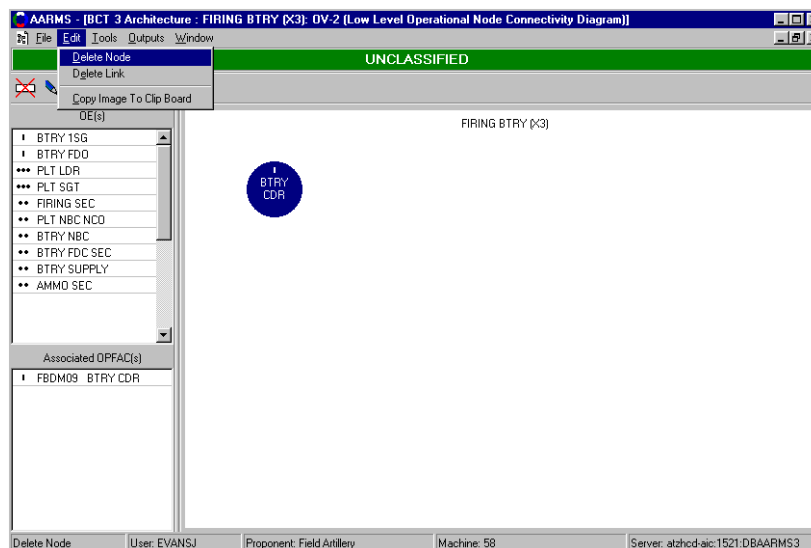 AARMS - [BCT 3 Architecture : FIRING BTRY (X3): OV-2 (Low Level Operational Node Connectivity Diagram)]
File Edit Tools Outputs Window
UNCLASSIFIED
Delete Node
Delete Link
Copy Image To Clip Board
OE(s)
BTRY 1SG
BTRY FDO
PLT LDR
PLT SGT
FIRING SEC
PLT NBC NCO
BTRY NBC
BTRY FDC SEC
BTRY SUPPLY
AMMO SEC
Associated OPFAC(s)
FBDM09 BTRY CDR
FIRING BTRY (X3)
BTRY
CDR
Delete Node User: EVANSJ Proponent: Field Artillery Machine: 58 Server: atzhcd-aic:1521:DBAARMS3